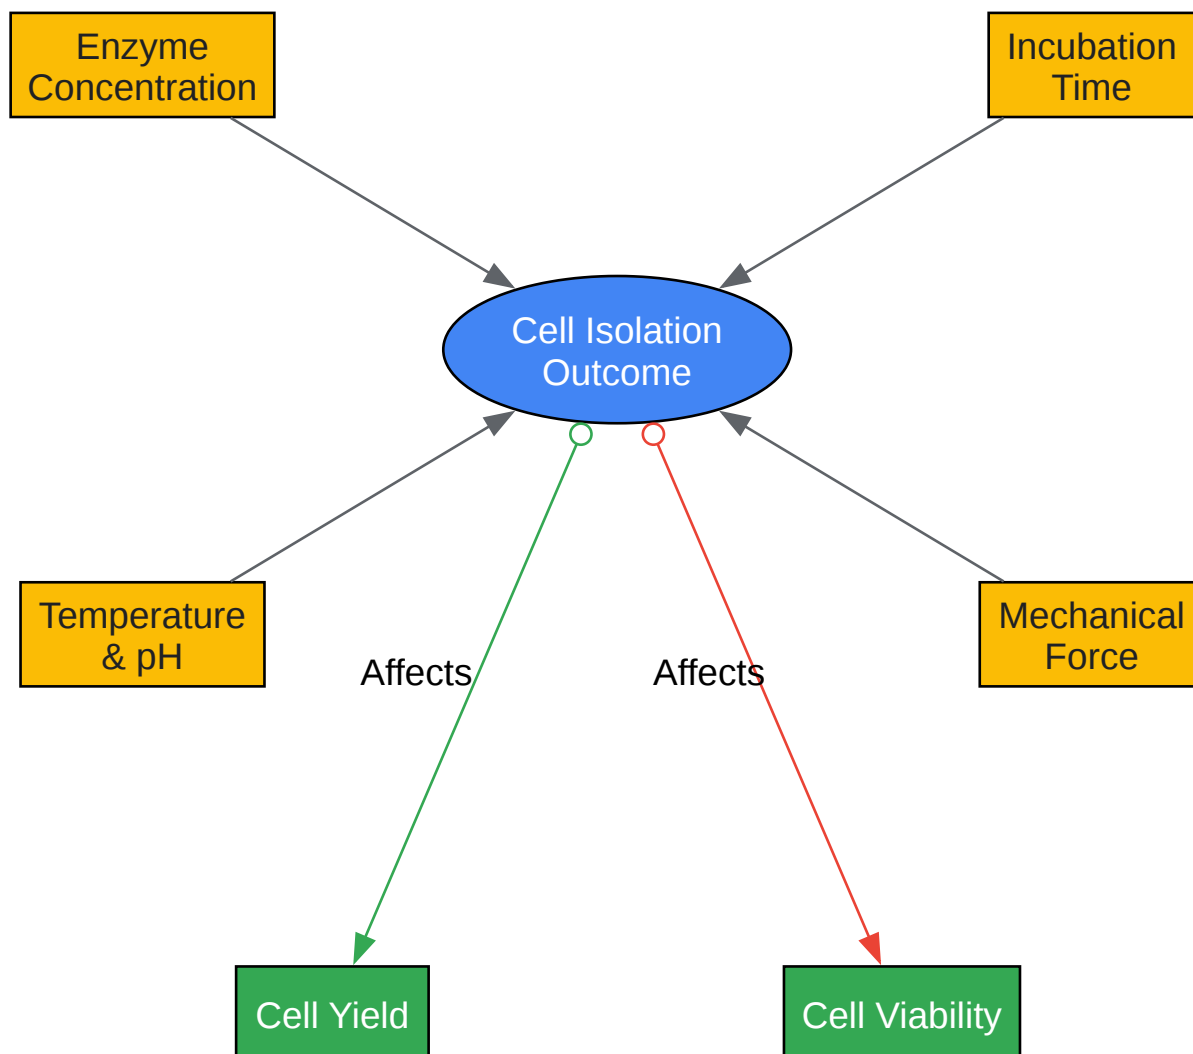 Enzyme
Concentration
Incubation
Time
Cell Isolation
Outcome
Temperature
& pH
Mechanical
Force
Affects
Affects
Cell Yield
Cell Viability